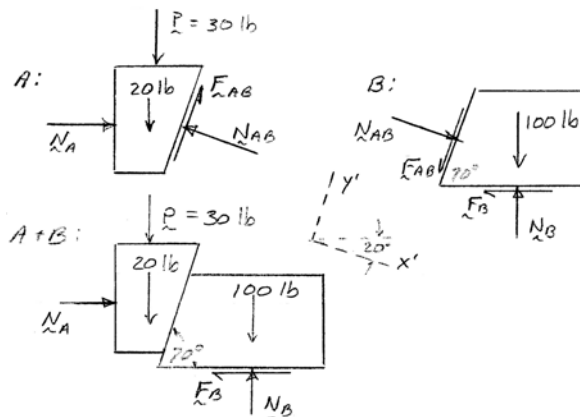 P = 30 lb
A:
20 lb
F_AB
N_A
N_AB
B:
N_AB
100 lb
F_AB
70°
F_B
N_B
y'
20°
x'
A+B:
P = 30 lb
20 lb
N_A
100 lb
70°
F_B
N_B